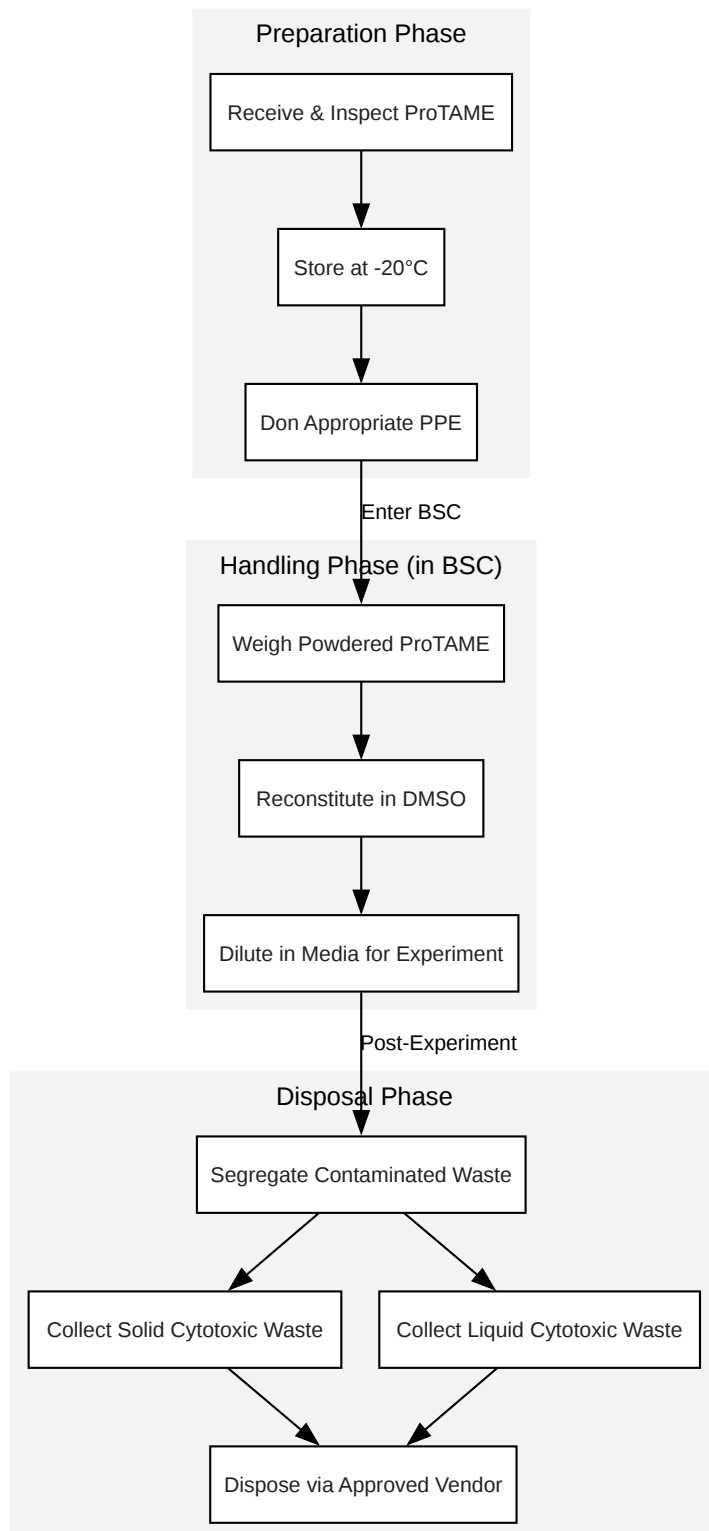 Preparation Phase
Receive & Inspect ProTAME
Store at -20°C
Don Appropriate PPE
Enter BSC
Handling Phase (in BSC)
Weigh Powdered ProTAME
Reconstitute in DMSO
Dilute in Media for Experiment
Post-Experiment
Disposal Phase
Segregate Contaminated Waste
Collect Solid Cytotoxic Waste
Collect Liquid Cytotoxic Waste
Dispose via Approved Vendor